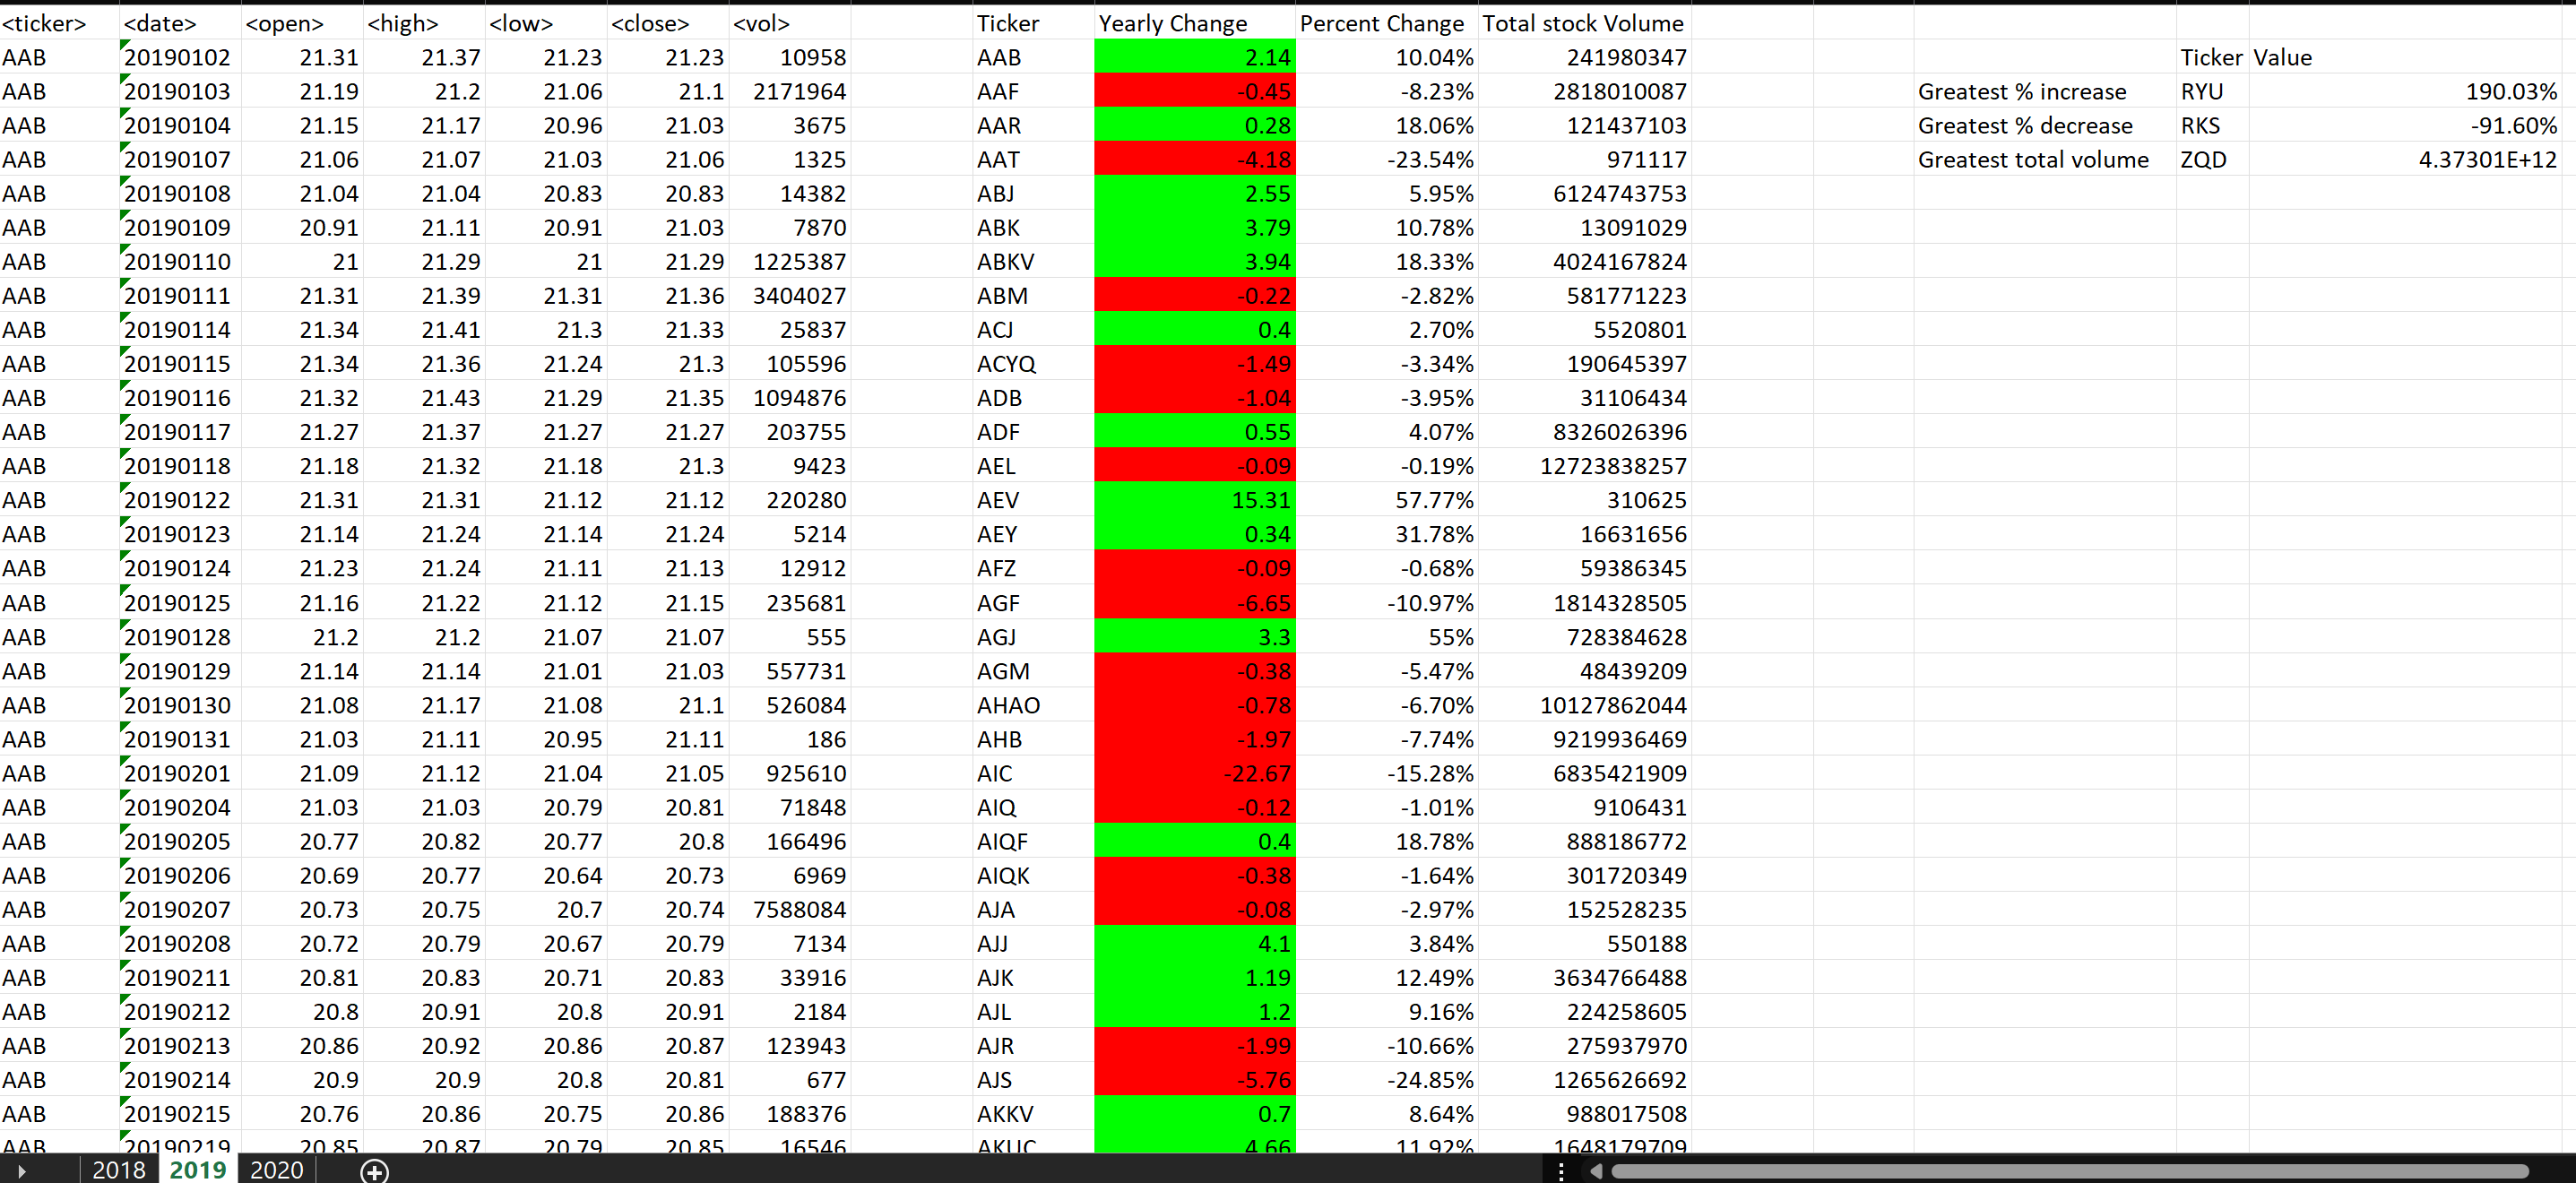 <ticker> <date> <open> <high> <low> <close> <vol> Ticker Yearly Change Percent Change Total stock Volume
AAB 20190102 21.31 21.37 21.23 21.23 10958 AAB 2.14 10.04% 241980347 Ticker Value
AAB 20190103 21.19 21.2 21.06 21.1 2171964 AAF -0.45 -8.23% 2818010087 Greatest % increase RYU 190.03%
AAB 20190104 21.15 21.17 20.96 21.03 3675 AAR 0.28 18.06% 121437103 Greatest % decrease RKS -91.60%
AAB 20190107 21.06 21.07 21.03 21.06 1325 AAT -4.18 -23.54% 971117 Greatest total volume ZQD 4.37301E+12
AAB 20190108 21.04 21.04 20.83 20.83 14382 ABJ 2.55 5.95% 6124743753
AAB 20190109 20.91 21.11 20.91 21.03 7870 ABK 3.79 10.78% 13091029
AAB 20190110 21 21.29 21 21.29 1225387 ABKV 3.94 18.33% 4024167824
AAB 20190111 21.31 21.39 21.31 21.36 3404027 ABM -0.22 -2.82% 581771223
AAB 20190114 21.34 21.41 21.3 21.33 25837 ACJ 0.4 2.70% 5520801
AAB 20190115 21.34 21.36 21.24 21.3 105596 ACYQ -1.49 -3.34% 190645397
AAB 20190116 21.32 21.43 21.29 21.35 1094876 ADB -1.04 -3.95% 31106434
AAB 20190117 21.27 21.37 21.27 21.27 203755 ADF 0.55 4.07% 8326026396
AAB 20190118 21.18 21.32 21.18 21.3 9423 AEL -0.09 -0.19% 12723838257
AAB 20190122 21.31 21.31 21.12 21.12 220280 AEV 15.31 57.77% 310625
AAB 20190123 21.14 21.24 21.14 21.24 5214 AEY 0.34 31.78% 16631656
AAB 20190124 21.23 21.24 21.11 21.13 12912 AFZ -0.09 -0.68% 59386345
AAB 20190125 21.16 21.22 21.12 21.15 235681 AGF -6.65 -10.97% 1814328505
AAB 20190128 21.2 21.2 21.07 21.07 555 AGJ 3.3 55% 728384628
AAB 20190129 21.14 21.14 21.01 21.03 557731 AGM -0.38 -5.47% 48439209
AAB 20190130 21.08 21.17 21.08 21.1 526084 AHAO -0.78 -6.70% 10127862044
AAB 20190131 21.03 21.11 20.95 21.11 186 AHB -1.97 -7.74% 9219936469
AAB 20190201 21.09 21.12 21.04 21.05 925610 AIC -22.67 -15.28% 6835421909
AAB 20190204 21.03 21.03 20.79 20.81 71848 AIQ -0.12 -1.01% 9106431
AAB 20190205 20.77 20.82 20.77 20.8 166496 AIQF 0.4 18.78% 888186772
AAB 20190206 20.69 20.77 20.64 20.73 6969 AIQK -0.38 -1.64% 301720349
AAB 20190207 20.73 20.75 20.7 20.74 7588084 AJA -0.08 -2.97% 152528235
AAB 20190208 20.72 20.79 20.67 20.79 7134 AJJ 4.1 3.84% 550188
AAB 20190211 20.81 20.83 20.71 20.83 33916 AJK 1.19 12.49% 3634766488
AAB 20190212 20.8 20.91 20.8 20.91 2184 AJL 1.2 9.16% 224258605
AAB 20190213 20.86 20.92 20.86 20.87 123943 AJR -1.99 -10.66% 275937970
AAB 20190214 20.9 20.9 20.8 20.81 677 AJS -5.76 -24.85% 1265626692
AAB 20190215 20.76 20.86 20.75 20.86 188376 AKKV 0.7 8.64% 988017508
AAB 20190219 20.85 20.87 20.79 20.85 16546 AKUC 4.66 11.92% 1648179709
2018 2019 2020